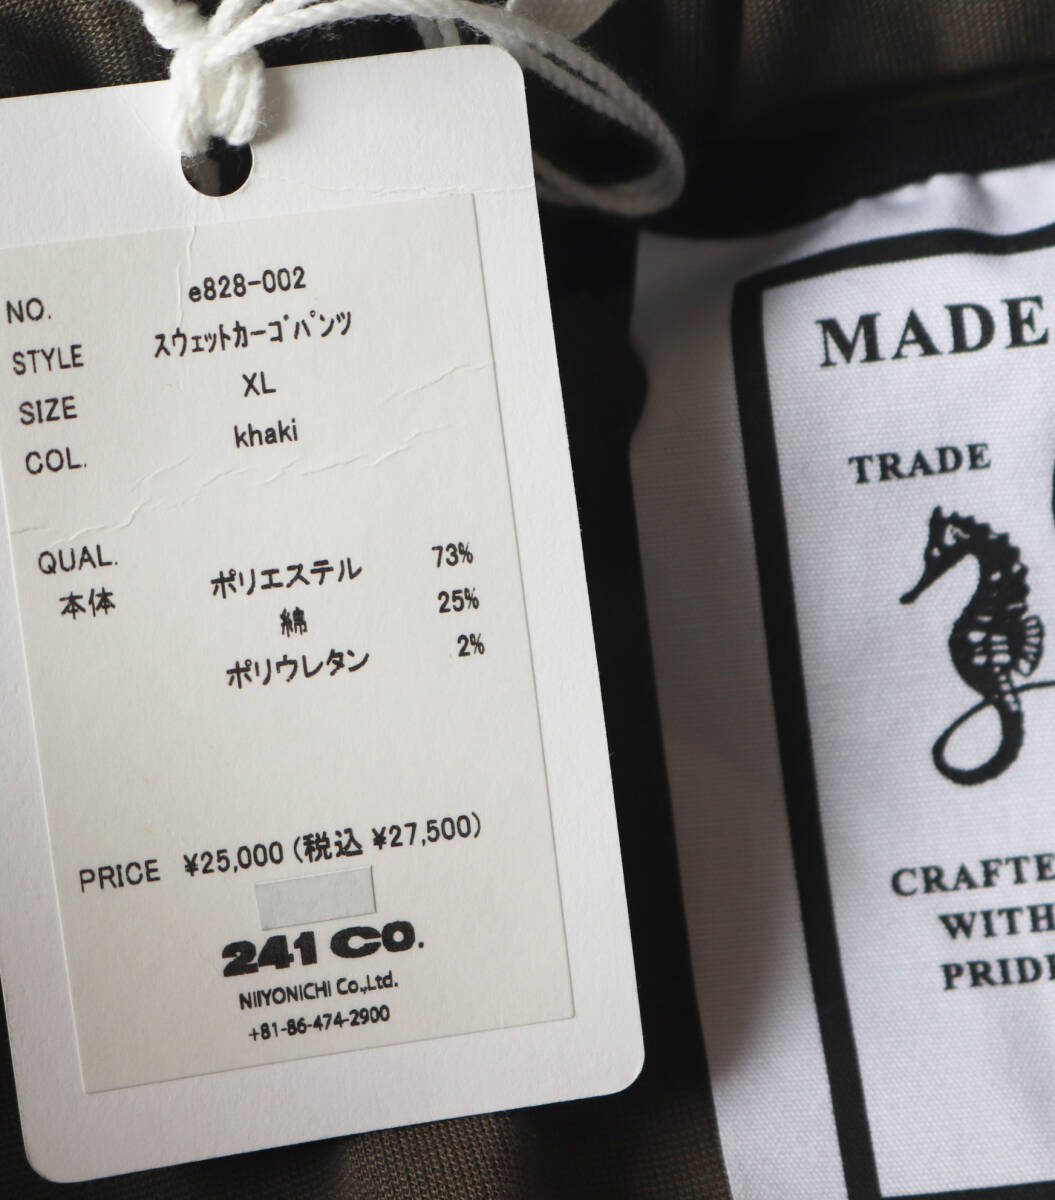 NO. e828-002
STYLE スウェットカーゴパンツ
SIZE XL
COL. khaki
QUAL.
本体 ポリエステル 73%
綿 25%
ポリウレタン 2%
PRICE ¥25,000 (税込 ¥27,500)
241 CO.
NIIYONICHI Co.,Ltd.
+81-86-474-2900
MADE
TRADE
CRAFTE
WITH
PRIDE